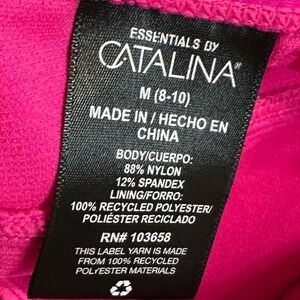 ESSENTIALS BY
CATALINA®
M (8-10)
MADE IN / HECHO EN
CHINA
BODY/CUERPO:
88% NYLON
12% SPANDEX
LINING/FORRO:
100% RECYCLED POLYESTER/
POLIÉSTER RECICLADO
RN# 103658
THIS LABEL YARN IS MADE
FROM 100% RECYCLED
POLYESTER MATERIALS